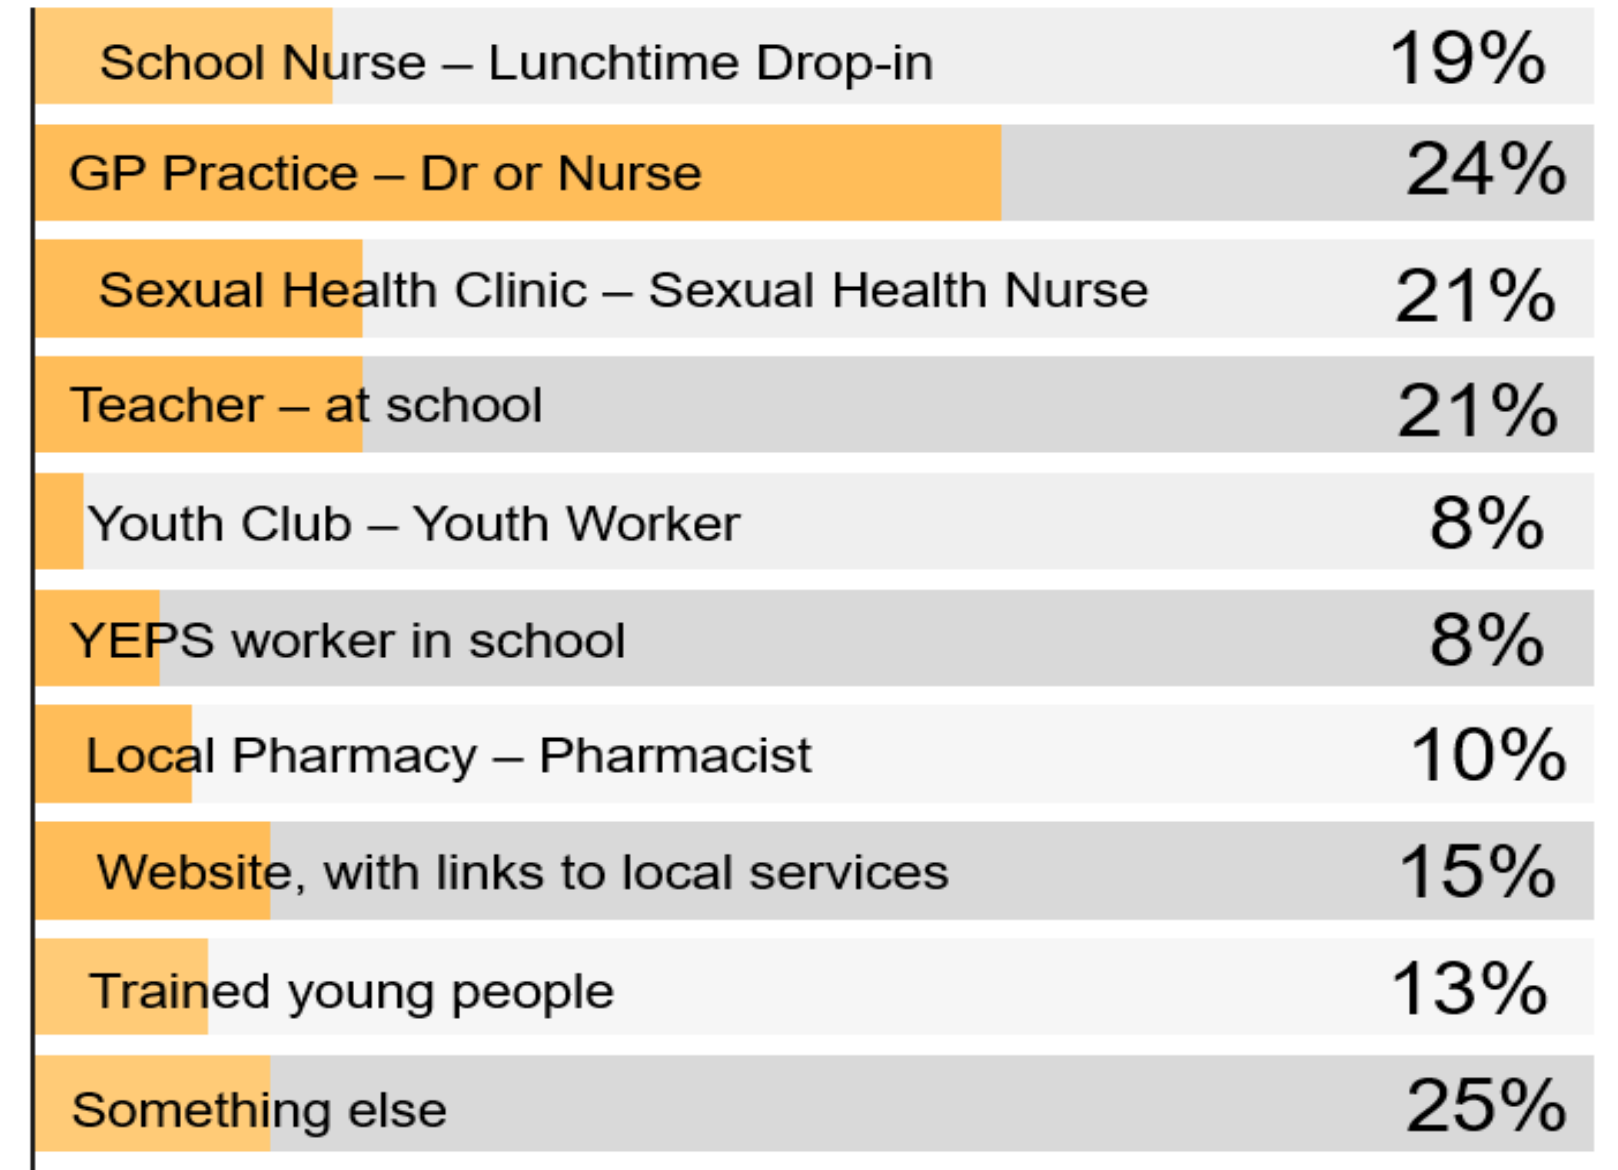 School Nurse – Lunchtime Drop-in 19%
GP Practice – Dr or Nurse 24%
Sexual Health Clinic – Sexual Health Nurse 21%
Teacher – at school 21%
Youth Club – Youth Worker 8%
YEPS worker in school 8%
Local Pharmacy – Pharmacist 10%
Website, with links to local services 15%
Trained young people 13%
Something else 25%